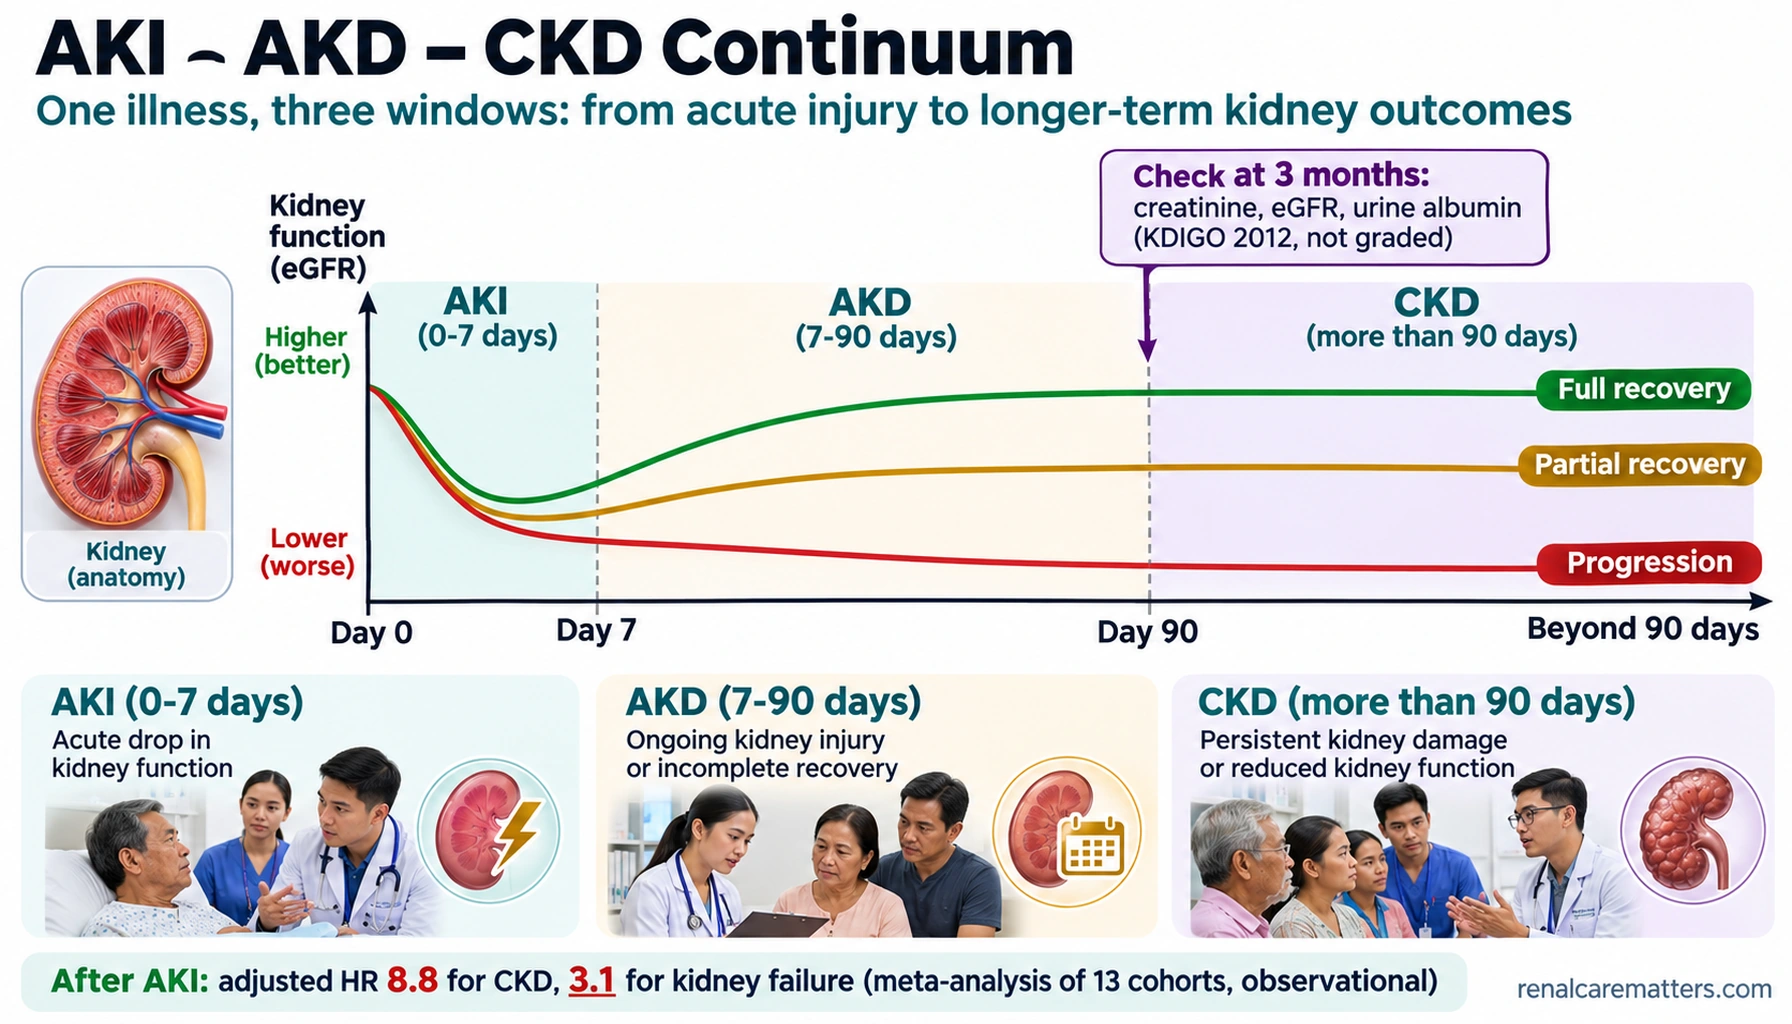 AKI – AKD – CKD Continuum
One illness, three windows: from acute injury to longer-term kidney outcomes
Check at 3 months:
creatinine, eGFR, urine albumin
(KDIGO 2012, not graded)
Kidney
function
(eGFR)
AKI
(0-7 days)
AKD
(7-90 days)
CKD
(more than 90 days)
Higher
(better)
Full recovery
Partial recovery
Lower
(worse)
Progression
Kidney
(anatomy)
Day 0
Day 7
Day 90
Beyond 90 days
AKI (0-7 days)
Acute drop in
kidney function
AKD (7-90 days)
Ongoing kidney injury
or incomplete recovery
CKD (more than 90 days)
Persistent kidney damage
or reduced kidney function
After AKI: adjusted HR 8.8 for CKD, 3.1 for kidney failure (meta-analysis of 13 cohorts, observational)
renalcarematters.com